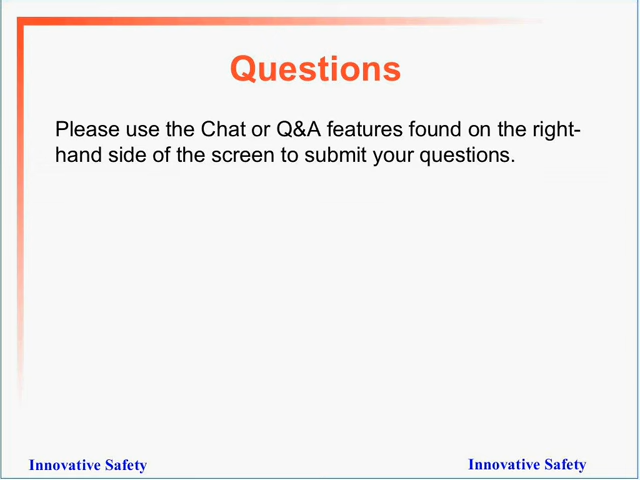 Questions
Please use the Chat or Q&A features found on the right-
hand side of the screen to submit your questions.
Innovative Safety
Innovative Safety